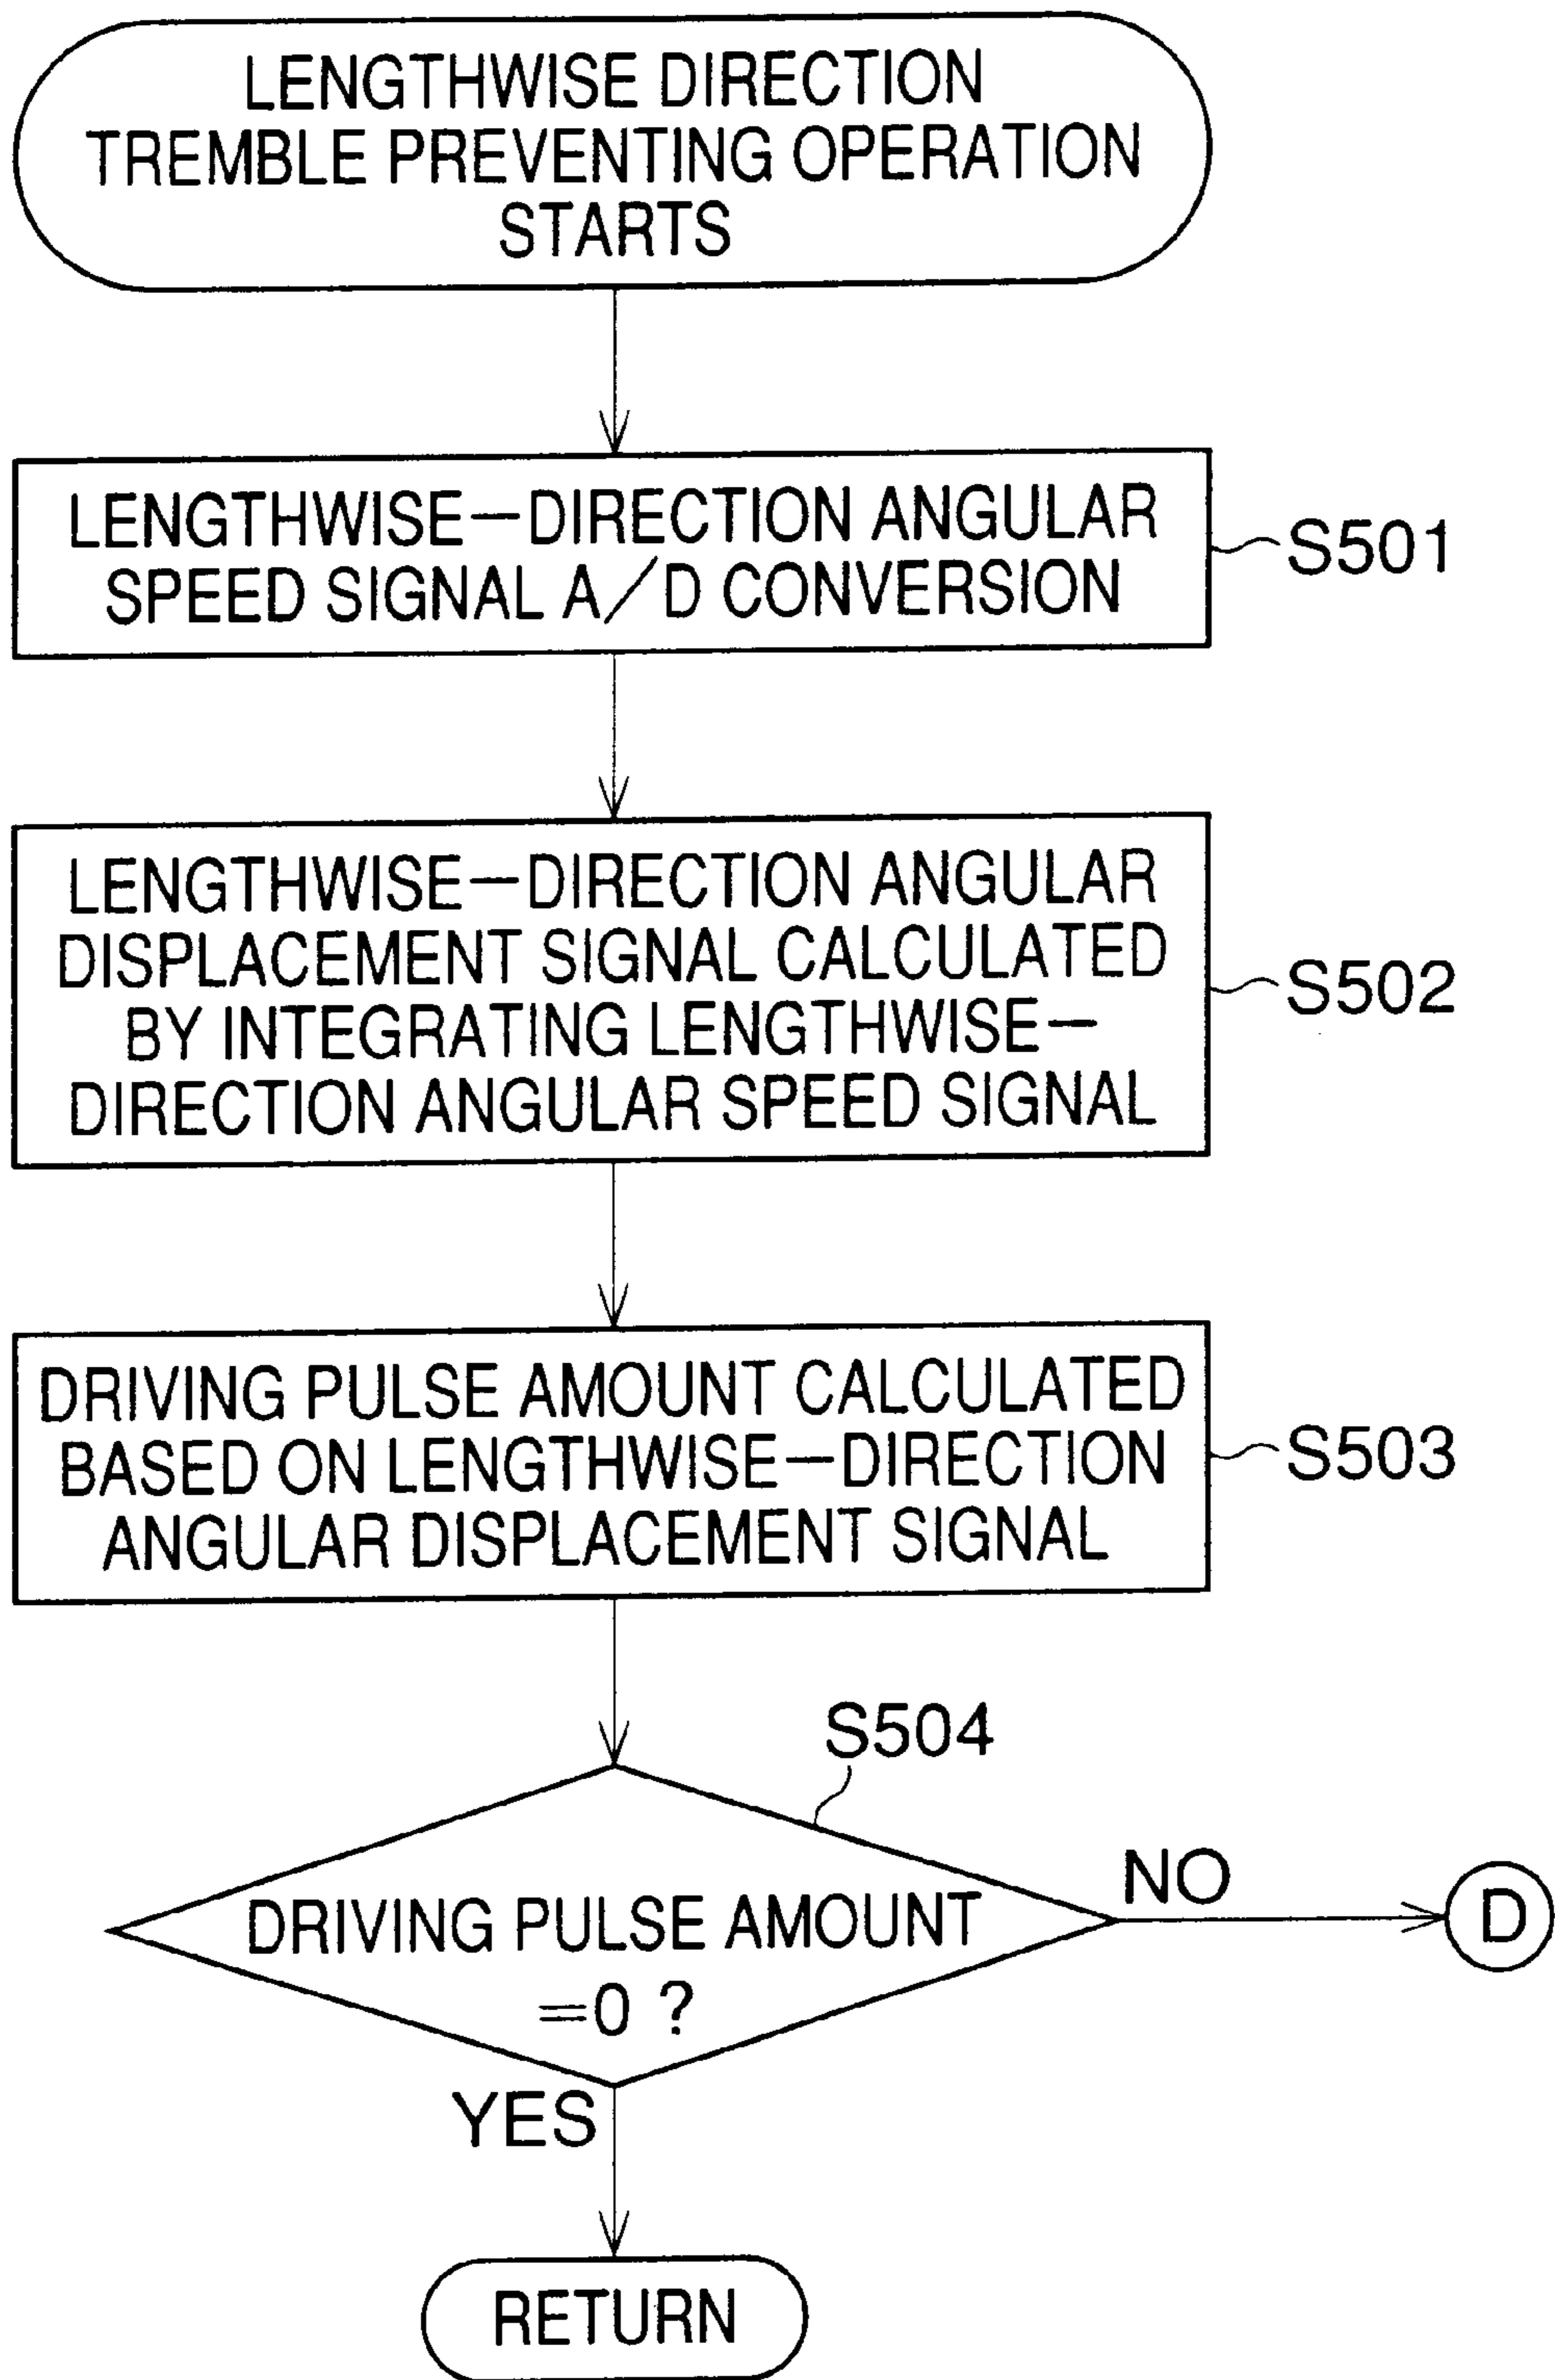 LENGTHWISE DIRECTION
TREMBLE PREVENTING OPERATION
STARTS
LENGTHWISE—DIRECTION ANGULAR
SPEED SIGNAL A/D CONVERSION
S501
LENGTHWISE—DIRECTION ANGULAR
DISPLACEMENT SIGNAL CALCULATED
BY INTEGRATING LENGTHWISE—
DIRECTION ANGULAR SPEED SIGNAL
S502
DRIVING PULSE AMOUNT CALCULATED
BASED ON LENGTHWISE—DIRECTION
ANGULAR DISPLACEMENT SIGNAL
S503
S504
DRIVING PULSE AMOUNT
=0 ?
NO
D
YES
RETURN